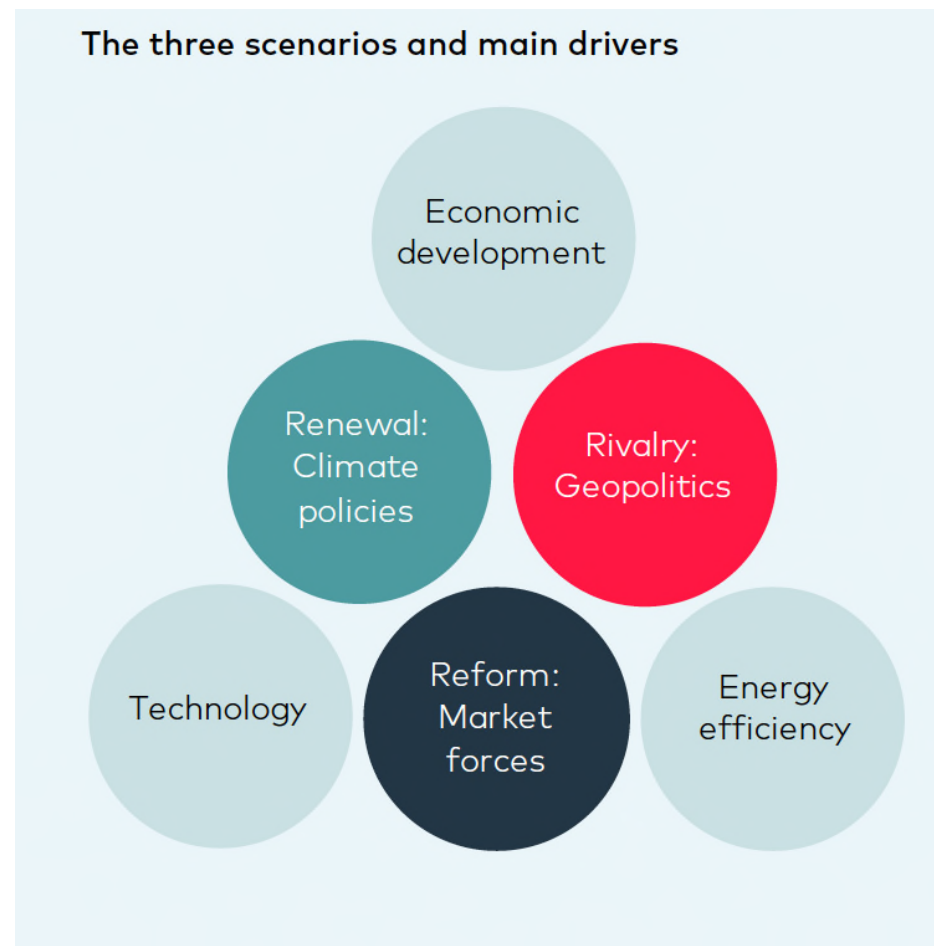 The three scenarios and main drivers
Economic
development
Renewal:
Climate
policies
Rivalry:
Geopolitics
Technology
Reform:
Market
forces
Energy
efficiency